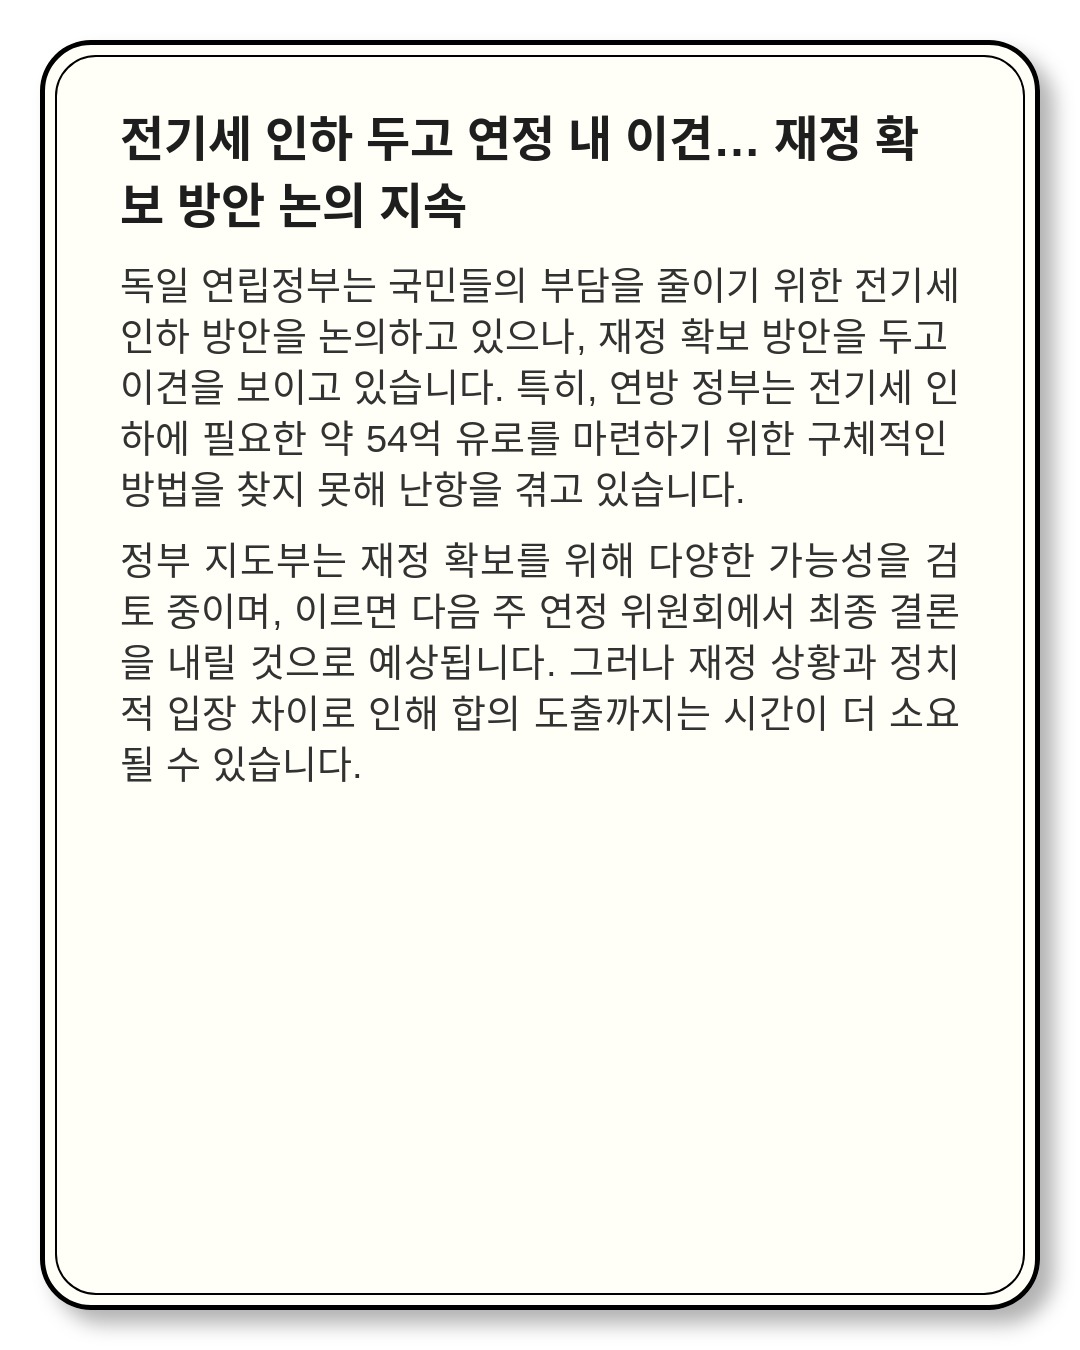 전기세 인하 두고 연정 내 이견... 재정 확
보 방안 논의 지속
독일 연립정부는 국민들의 부담을 줄이기 위한 전기세
인하 방안을 논의하고 있으나, 재정 확보 방안을 두고
이견을 보이고 있습니다. 특히, 연방 정부는 전기세 인
하에 필요한 약 54억 유로를 마련하기 위한 구체적인
방법을 찾지 못해 난항을 겪고 있습니다.
정부 지도부는 재정 확보를 위해 다양한 가능성을 검
토 중이며, 이르면 다음 주 연정 위원회에서 최종 결론
을 내릴 것으로 예상됩니다. 그러나 재정 상황과 정치
적 입장 차이로 인해 합의 도출까지는 시간이 더 소요
될 수 있습니다.